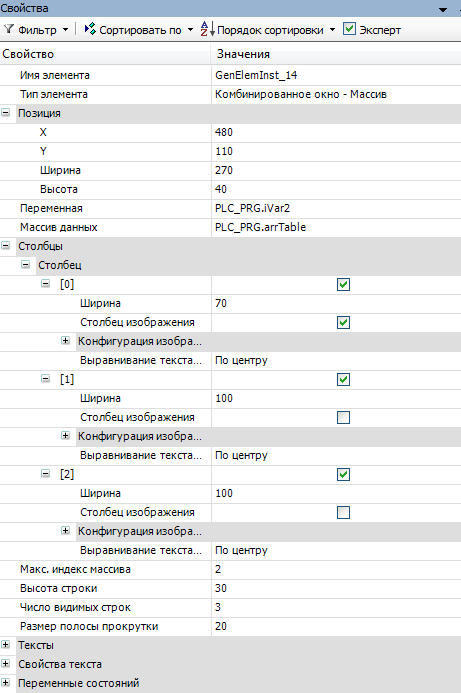 Свойства
Фильтр Сортировать по Порядок сортировки Эксперт
Свойство Значения
Имя элемента GenElemInst_14
Тип элемента Комбинированное окно - Массив
Позиция
X 480
Y 110
Ширина 270
Высота 40
Переменная PLC_PRG.iVar2
Массив данных PLC_PRG.arrTable
Столбцы
Столбец
[0]
Ширина 70
Столбец изображения
Конфигурация изобра...
Выравнивание текста... По центру
[1]
Ширина 100
Столбец изображения
Конфигурация изобра...
Выравнивание текста... По центру
[2]
Ширина 100
Столбец изображения
Конфигурация изобра...
Выравнивание текста... По центру
Макс. индекс массива 2
Высота строки 30
Число видимых строк 3
Размер полосы прокрутки 20
Тексты
Свойства текста
Переменные состояний